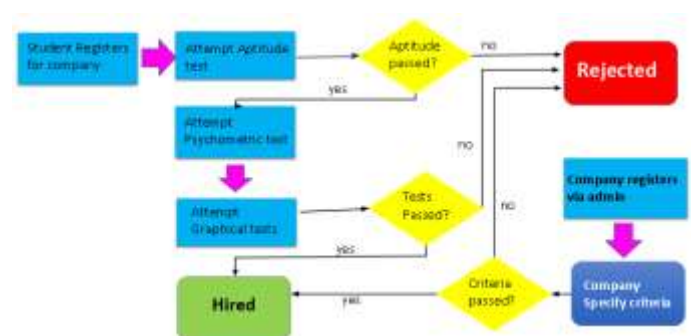 Student Registers
for company
Attempt Aptitude
test
Aptitude
passed?
no
Rejected
yes
Attempt
Psychometric test
no
Company registers
via admin
Tests
Passed?
no
Attempt
Graphical tests
yes
Hired
yes
Criteria
passed?
Company
Specify criteria